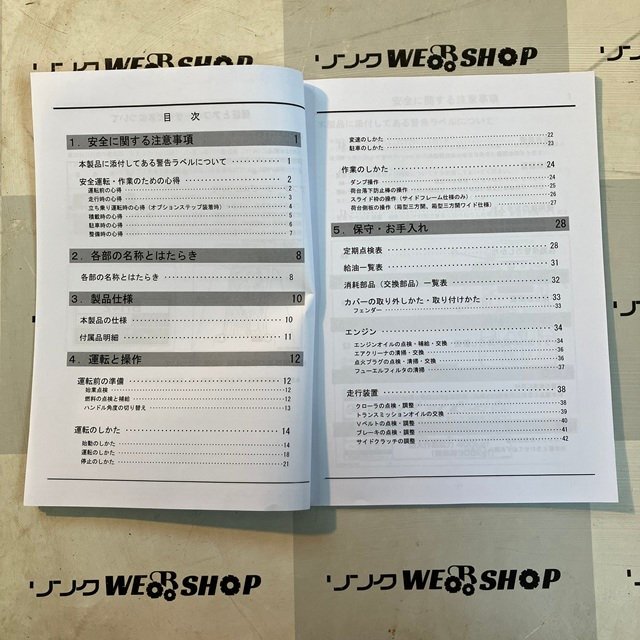 リンク WEB SHOP
目 次
1. 安全に関する注意事項 1
本製品に添付してある警告ラベルについて 1
安全運転・作業のための心得 2
運転前の心得 2
走行時の心得 3
立ち乗り運転時の心得(オプションステップ装着時) 4
積載時の心得 5
駐車時の心得 6
整備時の心得 7
2. 各部の名称とはたらき 8
各部の名称とはたらき 8
3. 製品仕様 10
本製品の仕様 10
付属品明細 11
4. 運転と操作 12
運転前の準備 12
始業点検 12
燃料の点検と補給 12
ハンドル角度の切り替え 13
運転のしかた 14
始動のしかた 14
運転のしかた 18
停止のしかた 21
変速のしかた 22
駐車のしかた 23
作業のしかた 24
ダンプ操作 24
荷台落下防止棒の操作 25
スライド枠の操作(サイドフレーム仕様のみ) 26
荷台側板の操作(箱型三方開、箱型三方開ワイド仕様) 27
5. 保守・お手入れ 28
定期点検表 28
給油一覧表 31
消耗部品(交換部品)一覧表 32
カバーの取り外しかた・取り付けかた 33
フェンダー 33
エンジン 34
エンジンオイルの点検・補給・交換 34
エアクリーナの清掃・交換 36
点火プラグの点検・清掃・交換 36
フューエルフィルタの清掃 37
走行装置 38
クローラの点検・調整 38
トランスミッションオイルの交換 39
Vベルトの点検・調整 40
ブレーキの点検・調整 41
サイドクラッチの調整 42
リンク WEB SHOP
リンク WEB SHOP